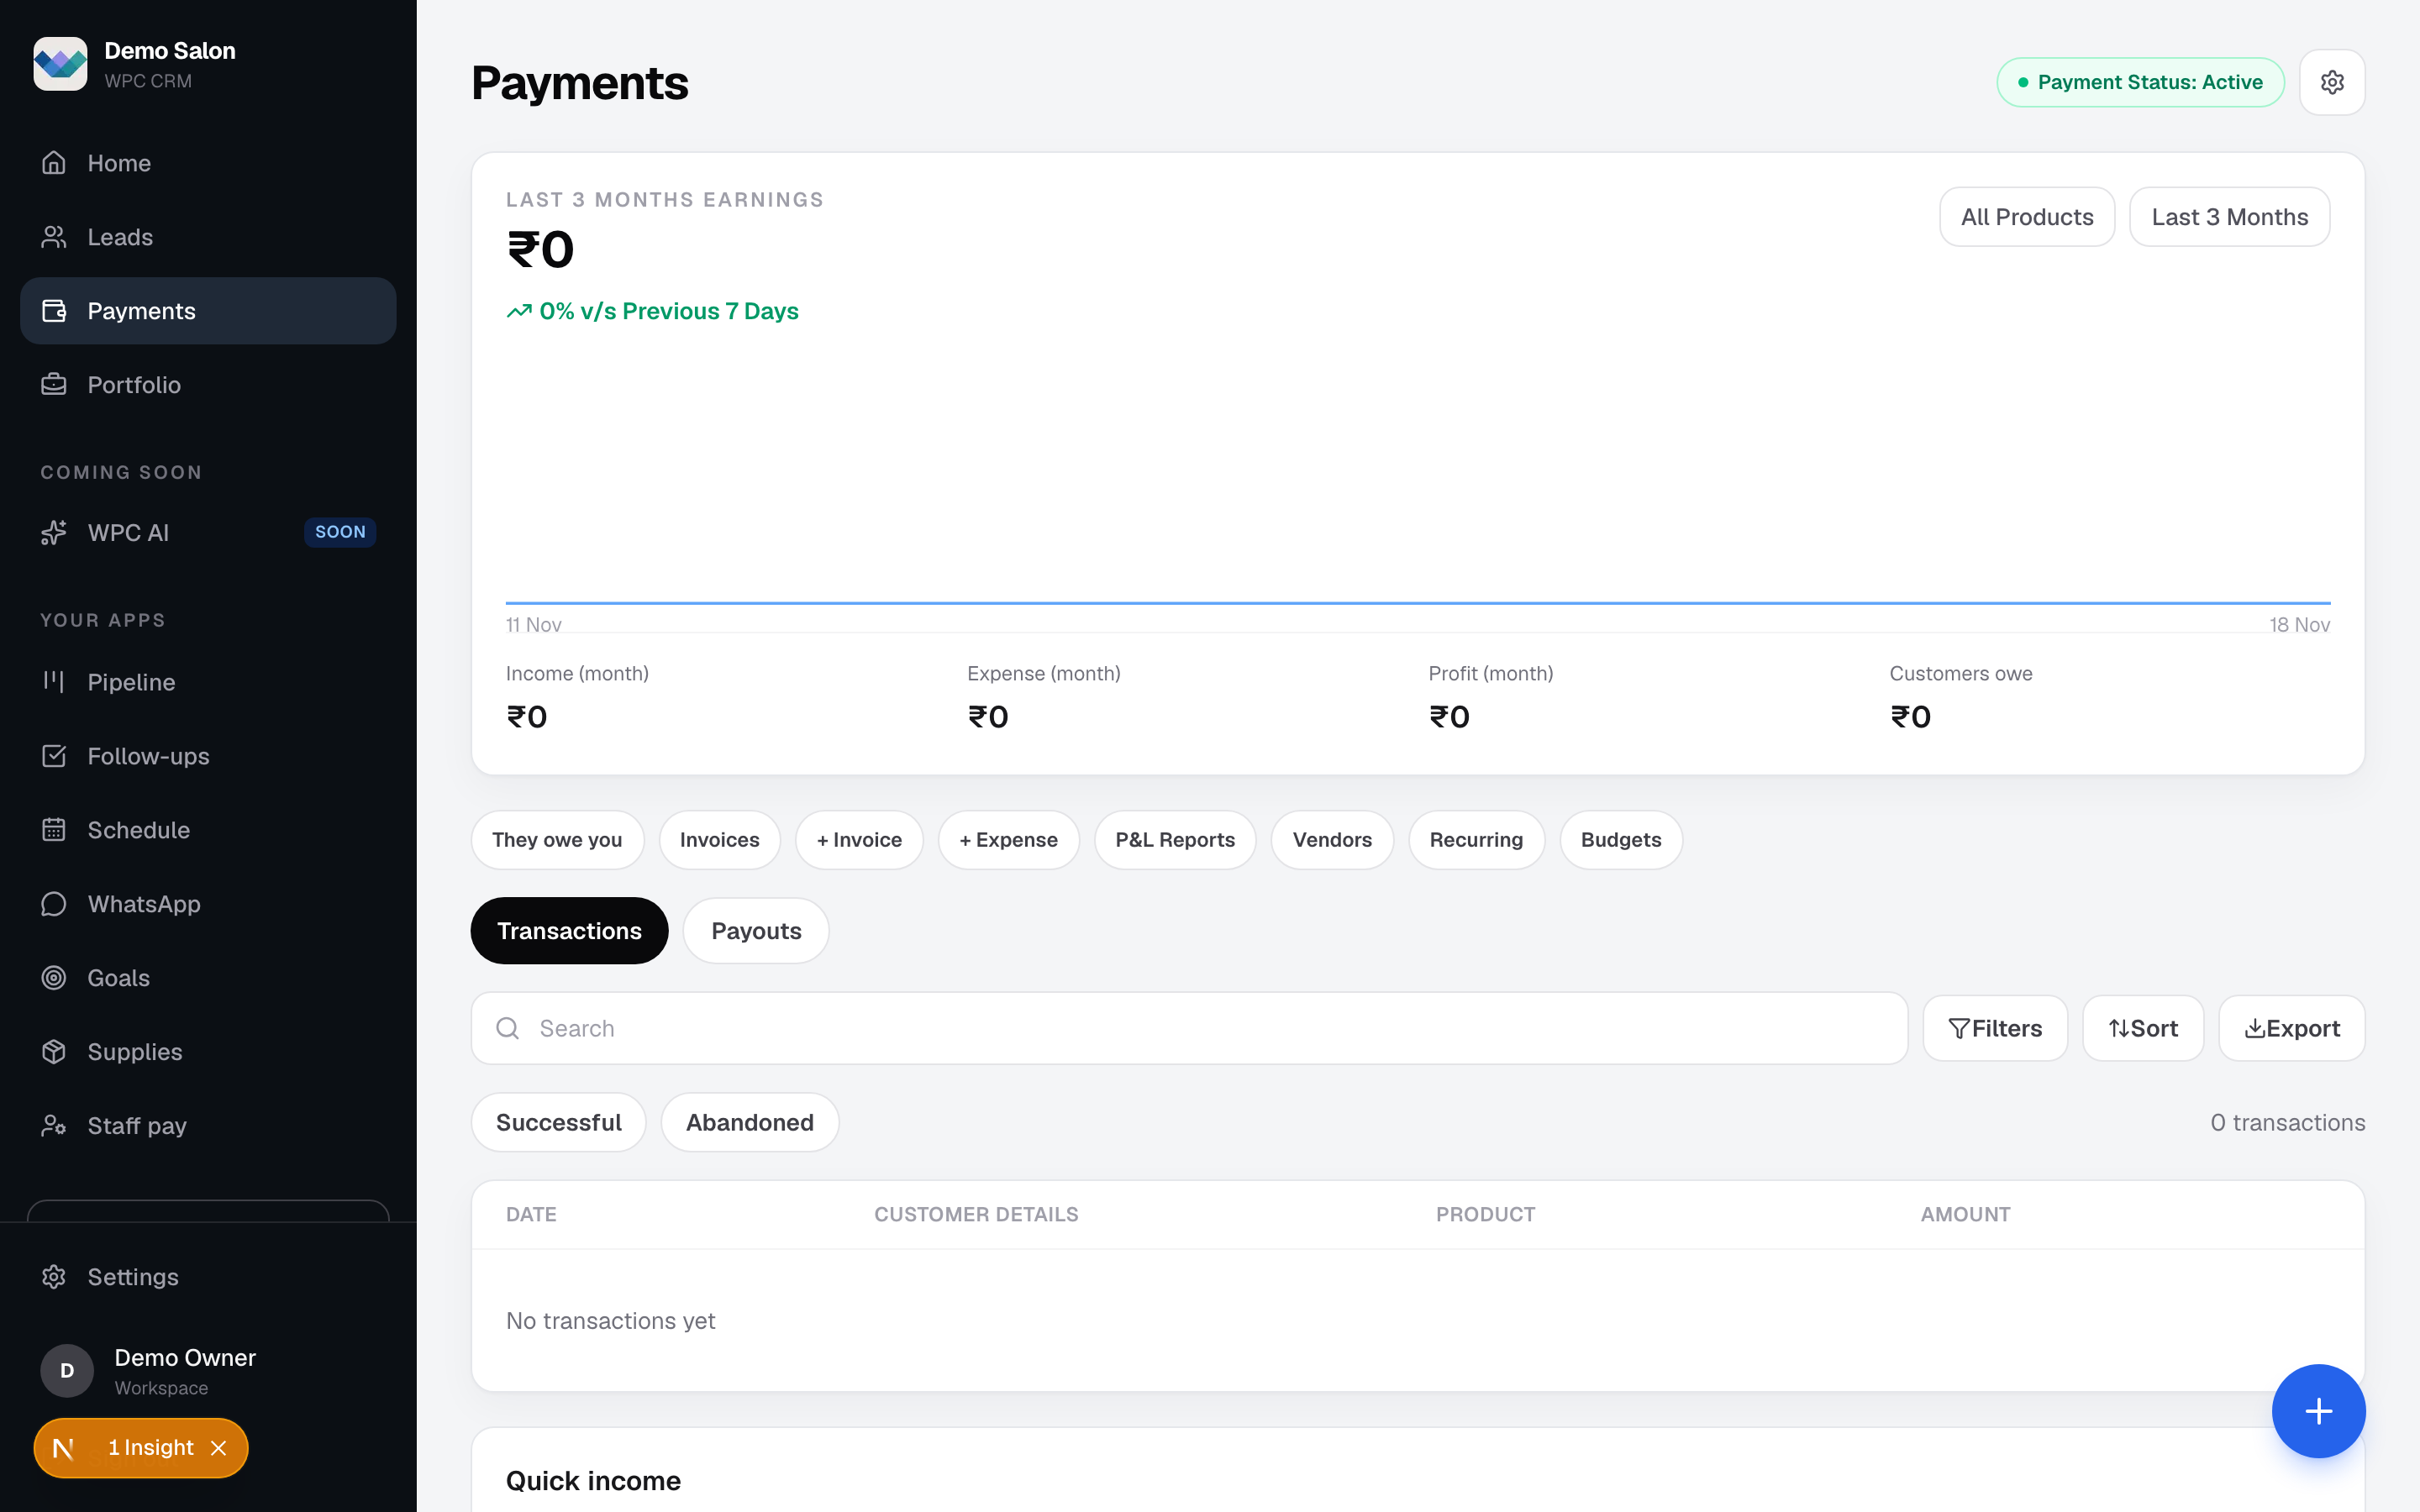 Demo Salon
WPC CRM
Home
Leads
Payments
Portfolio
COMING SOON
WPC AI
SOON
YOUR APPS
Pipeline
Follow-ups
Schedule
WhatsApp
Goals
Supplies
Staff pay
Settings
D
Demo Owner
Workspace
N
1 Insight
Payments
Payment Status: Active
LAST 3 MONTHS EARNINGS
₹0
0% v/s Previous 7 Days
All Products
Last 3 Months
11 Nov
18 Nov
Income (month)
₹0
Expense (month)
₹0
Profit (month)
₹0
Customers owe
₹0
They owe you
Invoices
+ Invoice
+ Expense
P&L Reports
Vendors
Recurring
Budgets
Transactions
Payouts
Search
Filters
Sort
Export
Successful
Abandoned
0 transactions
DATE
CUSTOMER DETAILS
PRODUCT
AMOUNT
No transactions yet
Quick income